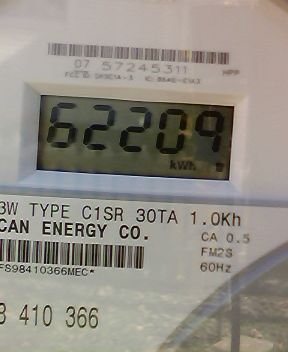 07 57245311
62209
kWh
3W TYPE C1SR 30TA 1.0Kh
CAN ENERGY CO.
CA 0.5
FM2S
60Hz
FS98410366MEC*
8 410 366